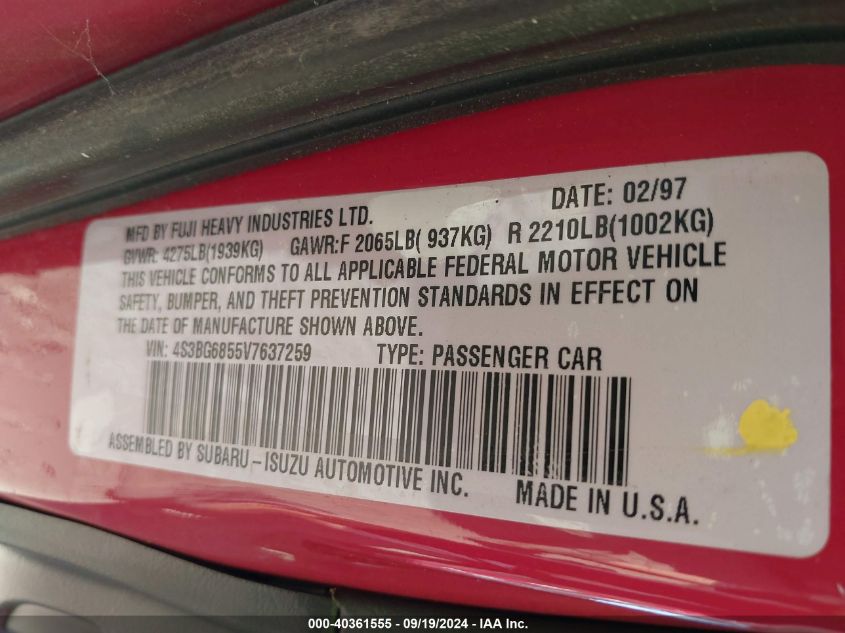 MFD BY FUJI HEAVY INDUSTRIES LTD. DATE: 02/97
GVWR: 4275LB(1939KG) GAWR:F 2065LB( 937KG) R 2210LB(1002KG)
THIS VEHICLE CONFORMS TO ALL APPLICABLE FEDERAL MOTOR VEHICLE
SAFETY, BUMPER, AND THEFT PREVENTION STANDARDS IN EFFECT ON
THE DATE OF MANUFACTURE SHOWN ABOVE.
VIN: 4S3BG6855V7637259 TYPE: PASSENGER CAR
ASSEMBLED BY SUBARU-ISUZU AUTOMOTIVE INC. MADE IN U.S.A.
000-40361555 - 09/19/2024 - IAA Inc.